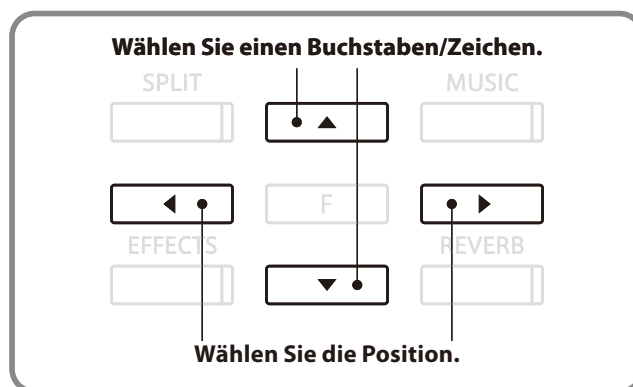 Wählen Sie einen Buchstaben/Zeichen.
SPLIT MUSIC
F
EFFECTS REVERB
Wählen Sie die Position.